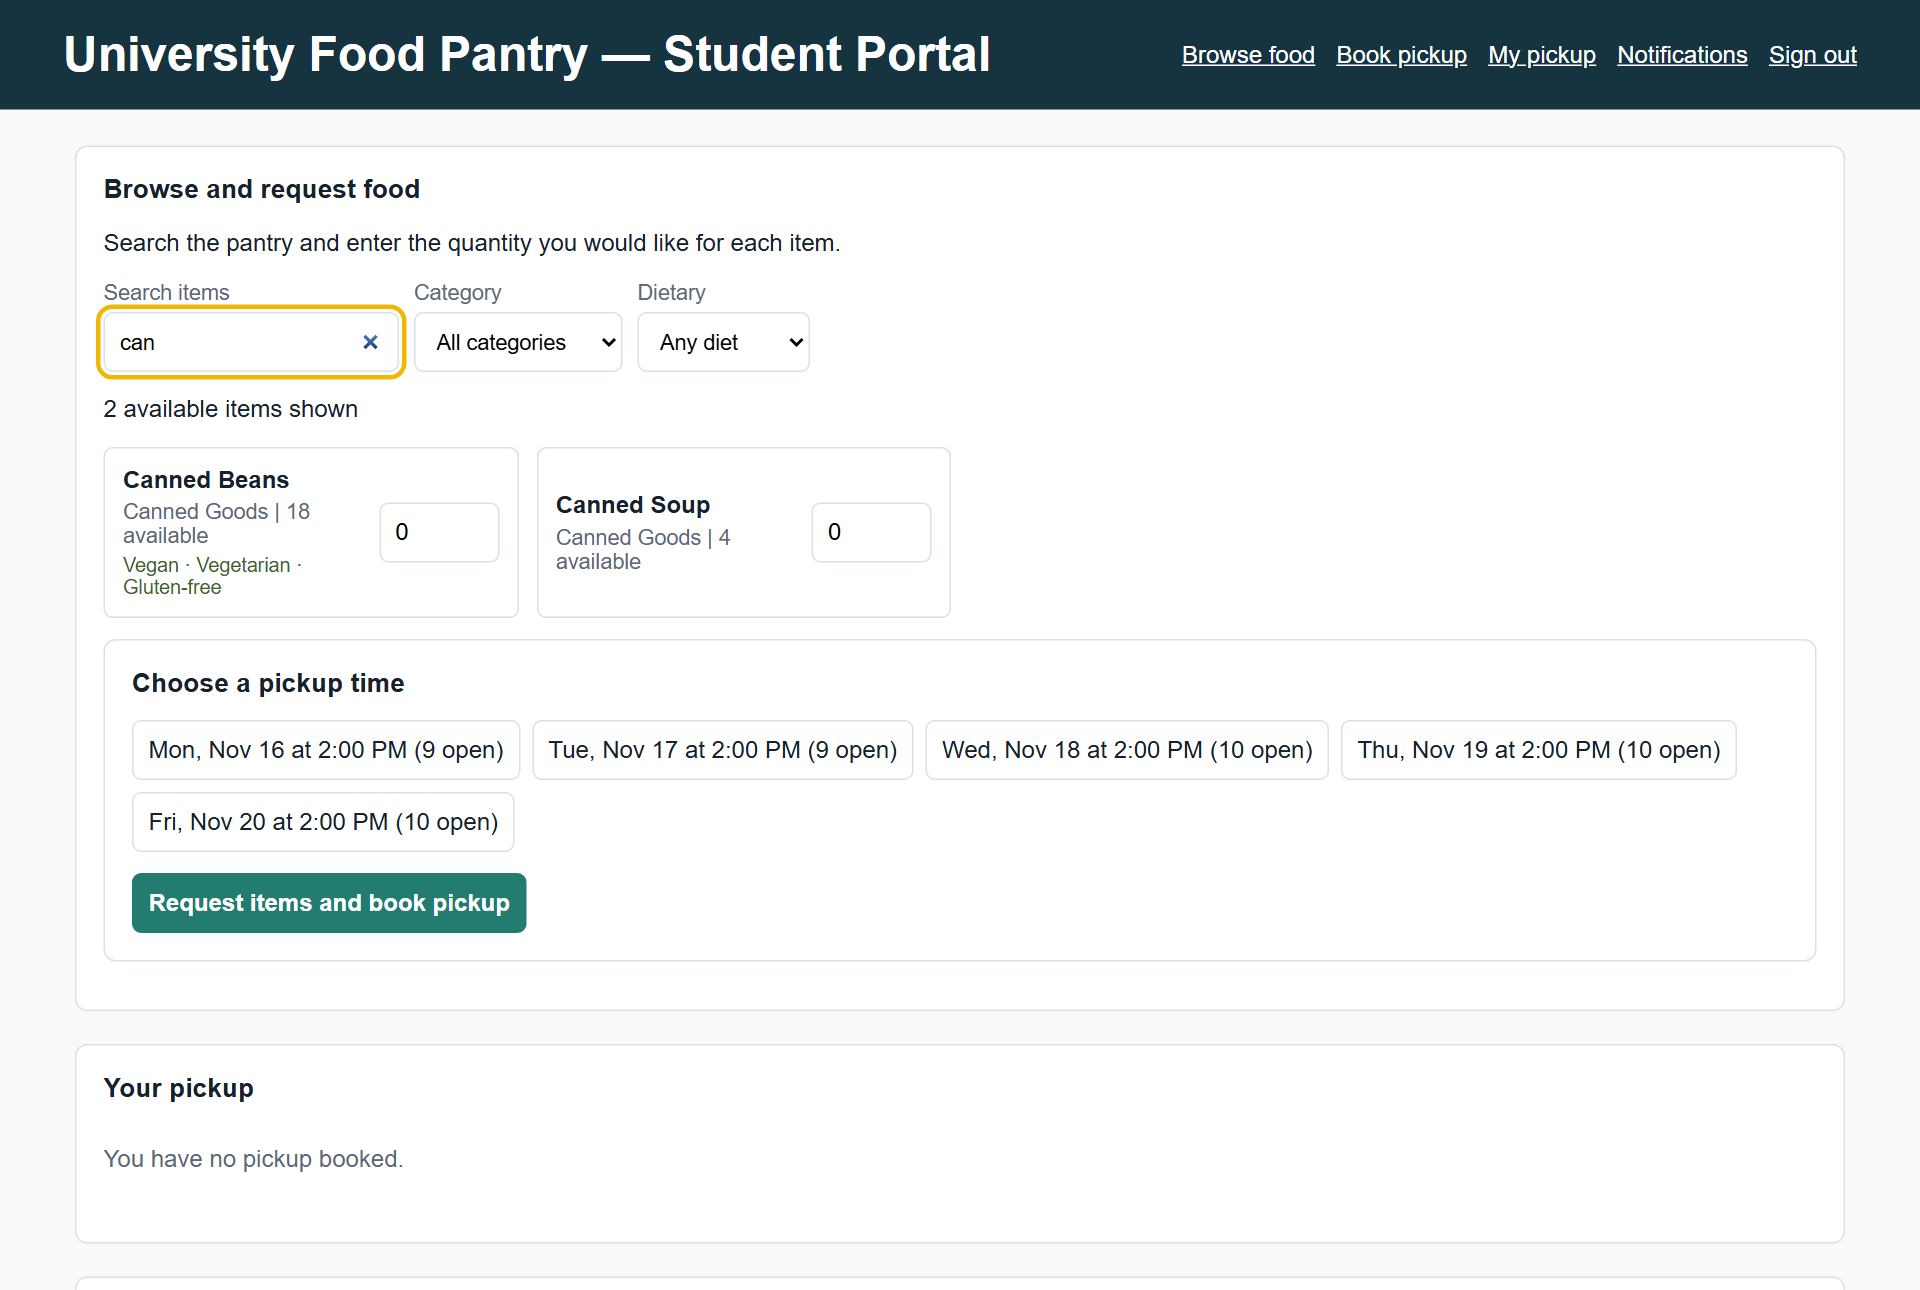 University Food Pantry — Student Portal
Browse food Book pickup My pickup Notifications Sign out
Browse and request food
Search the pantry and enter the quantity you would like for each item.
Search items Category Dietary
can × All categories Any diet
2 available items shown
Canned Beans
Canned Goods | 18
available
Vegan · Vegetarian ·
Gluten-free
0
Canned Soup
Canned Goods | 4
available
0
Choose a pickup time
Mon, Nov 16 at 2:00 PM (9 open) Tue, Nov 17 at 2:00 PM (9 open) Wed, Nov 18 at 2:00 PM (10 open) Thu, Nov 19 at 2:00 PM (10 open)
Fri, Nov 20 at 2:00 PM (10 open)
Request items and book pickup
Your pickup
You have no pickup booked.